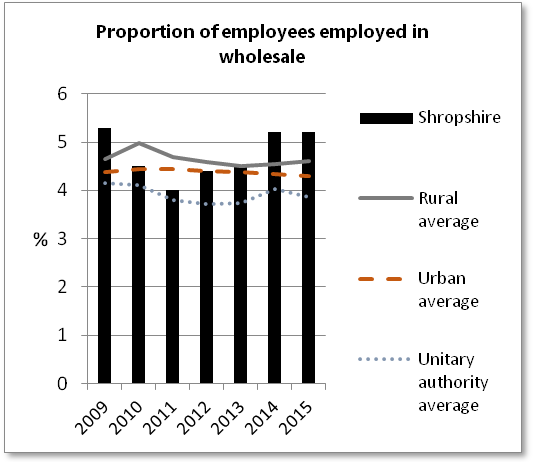 Proportion of employees employed in
wholesale
6
5
4
3
2
1
0
%
2009
2010
2011
2012
2013
2014
2015
Shropshire
Rural
average
Urban
average
Unitary
authority
average